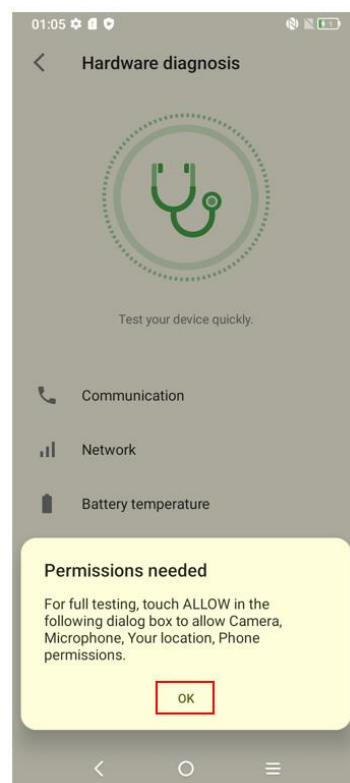 01:05
Hardware diagnosis
Test your device quickly.
Communication
Network
Battery temperature
Permissions needed
For full testing, touch ALLOW in the
following dialog box to allow Camera,
Microphone, Your location, Phone
permissions.
OK